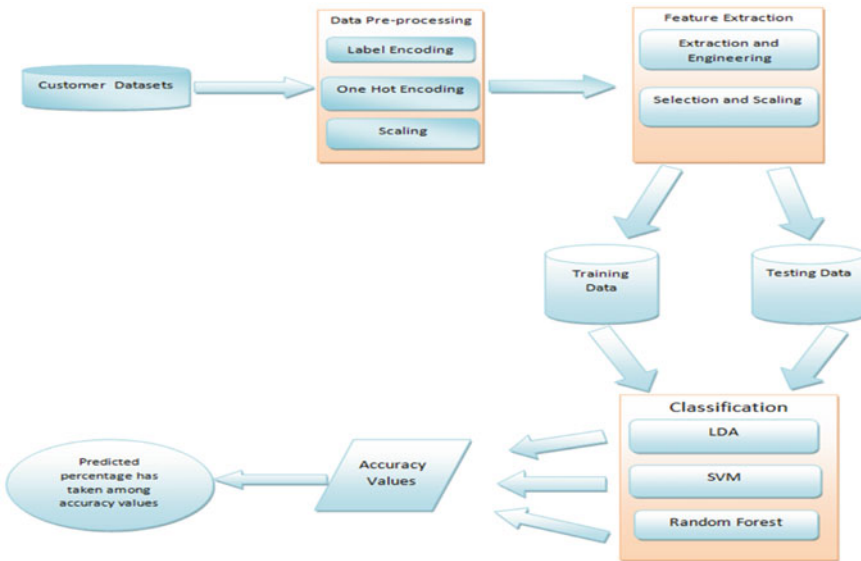 Customer Datasets
Data Pre-processing
Label Encoding
One Hot Encoding
Scaling
Feature Extraction
Extraction and
Engineering
Selection and Scaling
Training
Data
Testing Data
Classification
LDA
SVM
Random Forest
Accuracy
Values
Predicted
percentage has
taken among
accuracy values